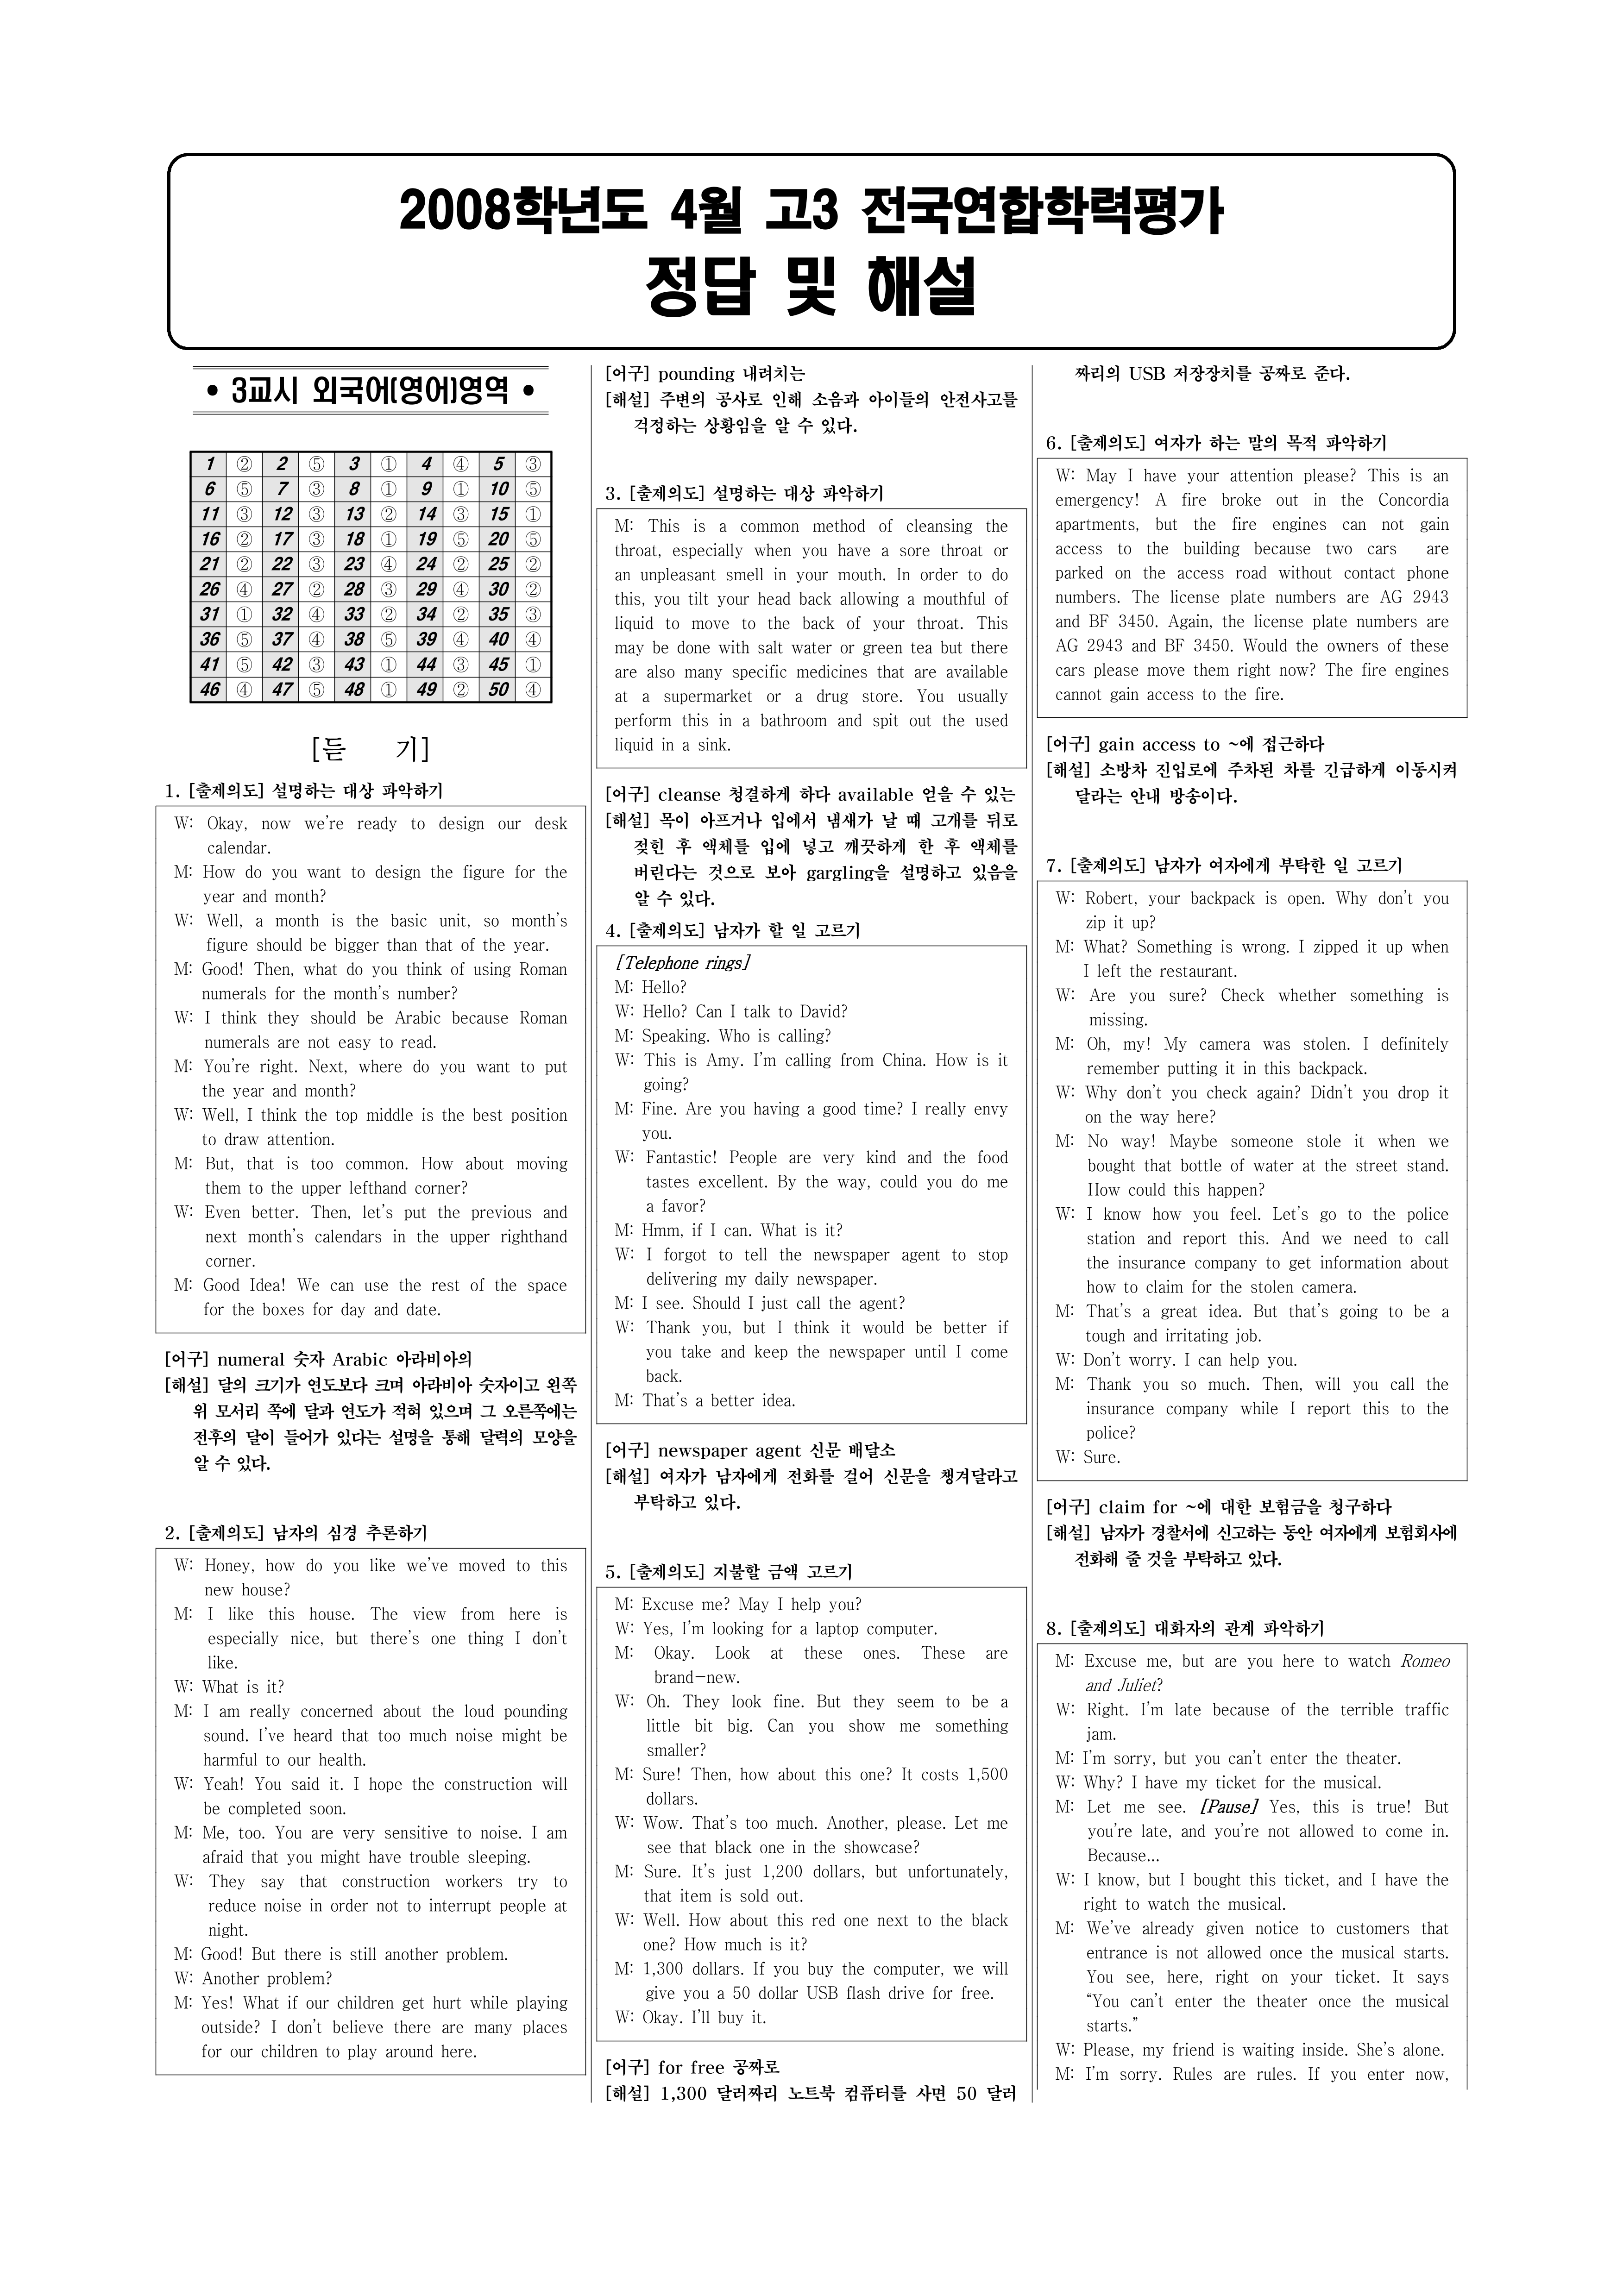 2008학년도 4월 고3 전국연합학력평가
정답 및 해설
• 3교시 외국어(영어)영역 •
1 ② 2 ⑤ 3 ① 4 ④ 5 ③
6 ⑤ 7 ③ 8 ① 9 ① 10 ⑤
11 ③ 12 ③ 13 ② 14 ③ 15 ①
16 ② 17 ③ 18 ① 19 ⑤ 20 ⑤
21 ② 22 ③ 23 ④ 24 ② 25 ②
26 ④ 27 ② 28 ③ 29 ④ 30 ②
31 ① 32 ④ 33 ② 34 ② 35 ③
36 ⑤ 37 ④ 38 ⑤ 39 ④ 40 ④
41 ⑤ 42 ③ 43 ① 44 ③ 45 ①
46 ④ 47 ⑤ 48 ① 49 ② 50 ④
[듣 기]
1. [출제의도] 설명하는 대상 파악하기
W: Okay, now we're ready to design our desk
calendar.
M: How do you want to design the figure for the
year and month?
W: Well, a month is the basic unit, so month's
figure should be bigger than that of the year.
M: Good! Then, what do you think of using Roman
numerals for the month's number?
W: I think they should be Arabic because Roman
numerals are not easy to read.
M: You're right. Next, where do you want to put
the year and month?
W: Well, I think the top middle is the best position
to draw attention.
M: But, that is too common. How about moving
them to the upper lefthand corner?
W: Even better. Then, let's put the previous and
next month's calendars in the upper righthand
corner.
M: Good Idea! We can use the rest of the space
for the boxes for day and date.
[어구] numeral 숫자 Arabic 아라비아의
[해설] 달의 크기가 연도보다 크며 아라비아 숫자이고 왼쪽
위 모서리 쪽에 달과 연도가 적혀 있으며 그 오른쪽에는
전후의 달이 들어가 있다는 설명을 통해 달력의 모양을
알 수 있다.
2. [출제의도] 남자의 심경 추론하기
W: Honey, how do you like we've moved to this
new house?
M: I like this house. The view from here is
especially nice, but there's one thing I don't
like.
W: What is it?
M: I am really concerned about the loud pounding
sound. I've heard that too much noise might be
harmful to our health.
W: Yeah! You said it. I hope the construction will
be completed soon.
M: Me, too. You are very sensitive to noise. I am
afraid that you might have trouble sleeping.
W: They say that construction workers try to
reduce noise in order not to interrupt people at
night.
M: Good! But there is still another problem.
W: Another problem?
M: Yes! What if our children get hurt while playing
outside? I don't believe there are many places
for our children to play around here.
[어구] pounding 내려치는
[해설] 주변의 공사로 인해 소음과 아이들의 안전사고를
걱정하는 상황임을 알 수 있다.
3. [출제의도] 설명하는 대상 파악하기
M: This is a common method of cleansing the
throat, especially when you have a sore throat or
an unpleasant smell in your mouth. In order to do
this, you tilt your head back allowing a mouthful of
liquid to move to the back of your throat. This
may be done with salt water or green tea but there
are also many specific medicines that are available
at a supermarket or a drug store. You usually
perform this in a bathroom and spit out the used
liquid in a sink.
[어구] cleanse 청결하게 하다 available 얻을 수 있는
[해설] 목이 아프거나 입에서 냄새가 날 때 고개를 뒤로
젖힌 후 액체를 입에 넣고 깨끗하게 한 후 액체를
버린다는 것으로 보아 gargling을 설명하고 있음을
알 수 있다.
4. [출제의도] 남자가 할 일 고르기
[Telephone rings]
M: Hello?
W: Hello? Can I talk to David?
M: Speaking. Who is calling?
W: This is Amy. I'm calling from China. How is it
going?
M: Fine. Are you having a good time? I really envy
you.
W: Fantastic! People are very kind and the food
tastes excellent. By the way, could you do me
a favor?
M: Hmm, if I can. What is it?
W: I forgot to tell the newspaper agent to stop
delivering my daily newspaper.
M: I see. Should I just call the agent?
W: Thank you, but I think it would be better if
you take and keep the newspaper until I come
back.
M: That's a better idea.
[어구] newspaper agent 신문 배달소
[해설] 여자가 남자에게 전화를 걸어 신문을 챙겨달라고
부탁하고 있다.
5. [출제의도] 지불할 금액 고르기
M: Excuse me? May I help you?
W: Yes, I'm looking for a laptop computer.
M: Okay. Look at these ones. These are
brand-new.
W: Oh. They look fine. But they seem to be a
little bit big. Can you show me something
smaller?
M: Sure! Then, how about this one? It costs 1,500
dollars.
W: Wow. That's too much. Another, please. Let me
see that black one in the showcase?
M: Sure. It's just 1,200 dollars, but unfortunately,
that item is sold out.
W: Well. How about this red one next to the black
one? How much is it?
M: 1,300 dollars. If you buy the computer, we will
give you a 50 dollar USB flash drive for free.
W: Okay. I'll buy it.
[어구] for free 공짜로
[해설] 1,300 달러짜리 노트북 컴퓨터를 사면 50 달러
짜리의 USB 저장장치를 공짜로 준다.
6. [출제의도] 여자가 하는 말의 목적 파악하기
W: May I have your attention please? This is an
emergency! A fire broke out in the Concordia
apartments, but the fire engines can not gain
access to the building because two cars are
parked on the access road without contact phone
numbers. The license plate numbers are AG 2943
and BF 3450. Again, the license plate numbers are
AG 2943 and BF 3450. Would the owners of these
cars please move them right now? The fire engines
cannot gain access to the fire.
[어구] gain access to ~에 접근하다
[해설] 소방차 진입로에 주차된 차를 긴급하게 이동시켜
달라는 안내 방송이다.
7. [출제의도] 남자가 여자에게 부탁한 일 고르기
W: Robert, your backpack is open. Why don't you
zip it up?
M: What? Something is wrong. I zipped it up when
I left the restaurant.
W: Are you sure? Check whether something is
missing.
M: Oh, my! My camera was stolen. I definitely
remember putting it in this backpack.
W: Why don't you check again? Didn't you drop it
on the way here?
M: No way! Maybe someone stole it when we
bought that bottle of water at the street stand.
How could this happen?
W: I know how you feel. Let's go to the police
station and report this. And we need to call
the insurance company to get information about
how to claim for the stolen camera.
M: That's a great idea. But that's going to be a
tough and irritating job.
W: Don't worry. I can help you.
M: Thank you so much. Then, will you call the
insurance company while I report this to the
police?
W: Sure.
[어구] claim for ~에 대한 보험금을 청구하다
[해설] 남자가 경찰서에 신고하는 동안 여자에게 보험회사에
전화해 줄 것을 부탁하고 있다.
8. [출제의도] 대화자의 관계 파악하기
M: Excuse me, but are you here to watch Romeo
and Juliet?
W: Right. I'm late because of the terrible traffic
jam.
M: I'm sorry, but you can't enter the theater.
W: Why? I have my ticket for the musical.
M: Let me see. [Pause] Yes, this is true! But
you're late, and you're not allowed to come in.
Because...
W: I know, but I bought this ticket, and I have the
right to watch the musical.
M: We've already given notice to customers that
entrance is not allowed once the musical starts.
You see, here, right on your ticket. It says
“You can't enter the theater once the musical
starts.”
W: Please, my friend is waiting inside. She's alone.
M: I'm sorry. Rules are rules. If you enter now,